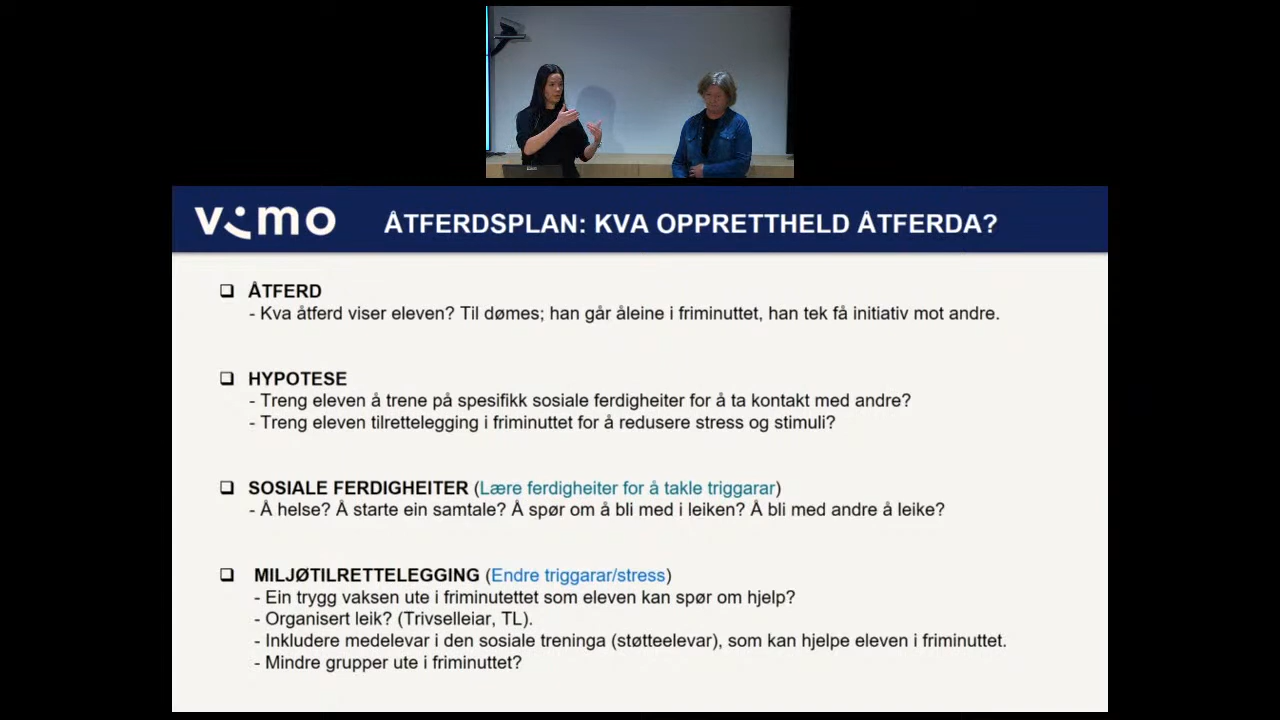 vimo
ÅTFERDSPLAN: KVA OPPRETTHELD ÅTFERDA?
ÅTFERD
- Kva åtferd viser eleven? Til dømes; han går åleine i friminuttet, han tek få initiativ mot andre.
HYPOTESE
- Treng eleven å trene på spesifikk sosiale ferdigheiter for å ta kontakt med andre?
- Treng eleven tilrettelegging i friminuttet for å redusere stress og stimuli?
SOSIALE FERDIGHEITER (Lære ferdigheiter for å takle triggarar)
- Å helse? Å starte ein samtale? Å spør om å bli med i leiken? Å bli med andre å leike?
MILJØTILRETTELEGGING (Endre triggarar/stress)
- Ein trygg vaksen ute i friminutettet som eleven kan spør om hjelp?
- Organisert leik? (Trivselleiar, TL).
- Inkludere medelevar i den sosiale treninga (støtteelevar), som kan hjelpe eleven i friminuttet.
- Mindre grupper ute i friminuttet?